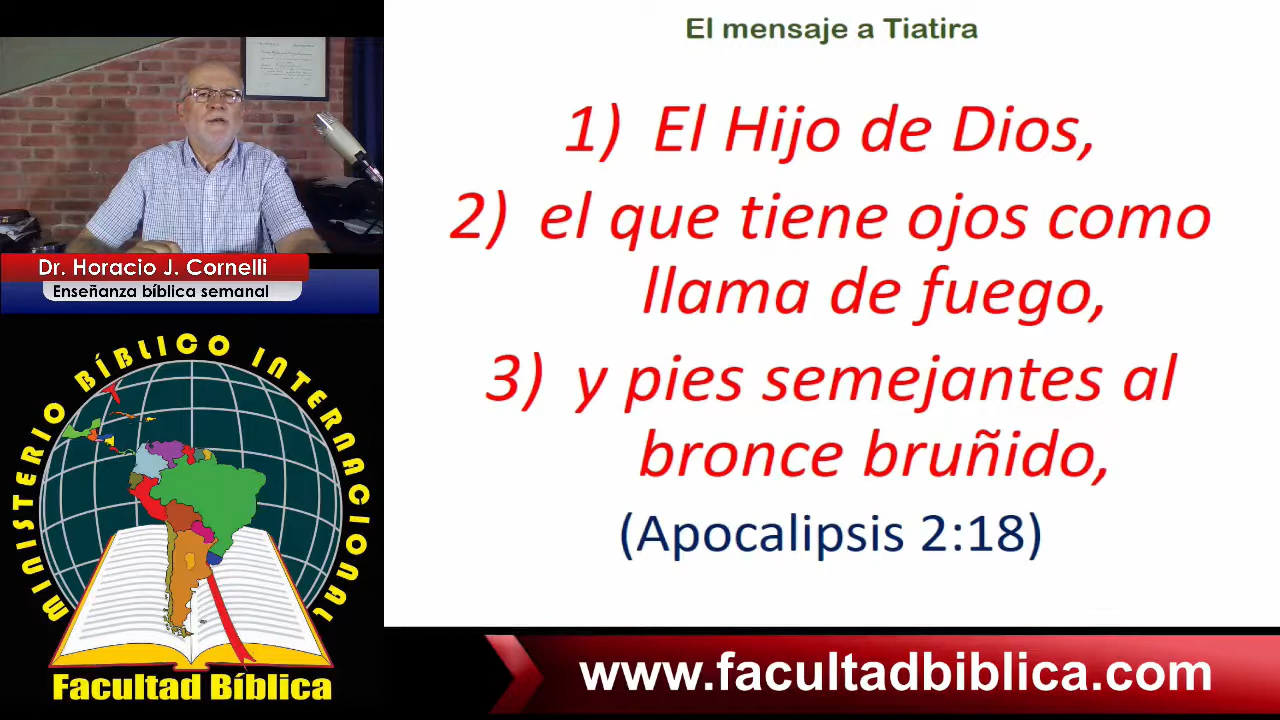 El mensaje a Tiatira
1) El Hijo de Dios,
2) el que tiene ojos como
llama de fuego,
3) y pies semejantes al
bronce bruñido,
(Apocalipsis 2:18)
Dr. Horacio J. Cornelli
Enseñanza bíblica semanal
MINISTERIO BÍBLICO INTERNACIONAL
Facultad Bíblica
www.facultadbiblica.com